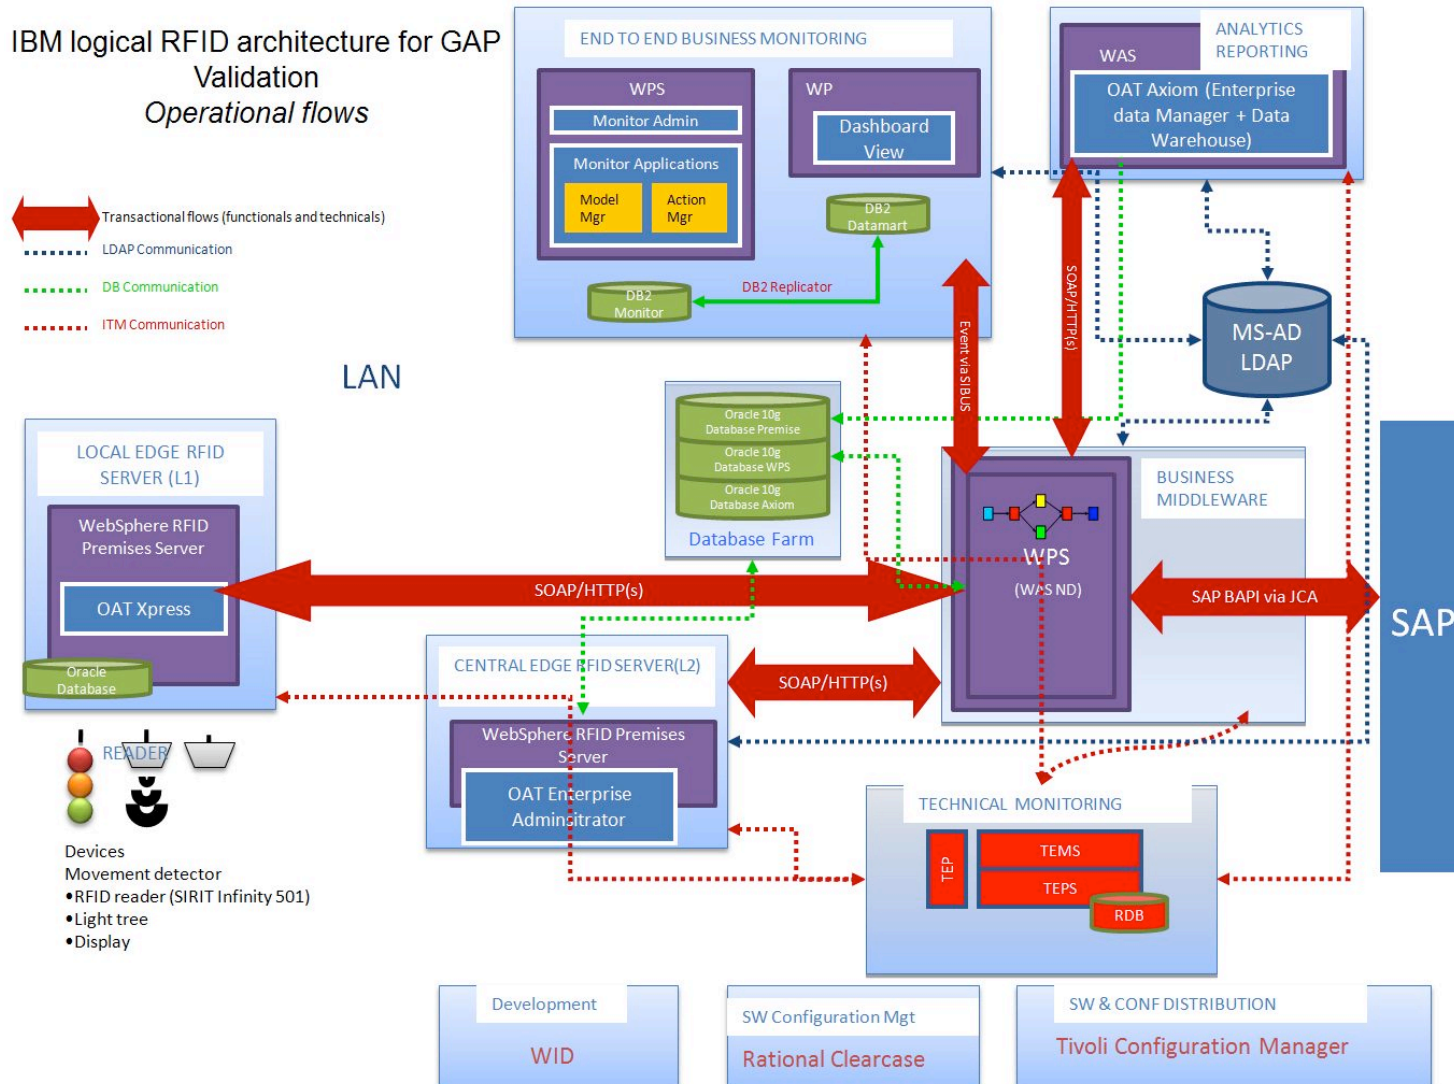 IBM logical RFID architecture for GAP
Validation
Operational flows
Transactional flows (functionals and technicals)
LDAP Communication
DB Communication
ITM Communication
END TO END BUSINESS MONITORING
WPS
Monitor Admin
Monitor Applications
Model
Mgr
Action
Mgr
WP
Dashboard
View
DB2
Datamart
DB2
Monitor
DB2 Replicator
ANALYTICS
REPORTING
WAS
OAT Axiom (Enterprise
data Manager + Data
Warehouse)
SOAP/HTTP(s)
Event via SIBUS
MS-AD
LDAP
LAN
LOCAL EDGE RFID
SERVER (L1)
WebSphere RFID
Premises Server
OAT Xpress
Oracle
Database
Oracle 10g
Database Premise
Oracle 10g
Database WPS
Oracle 10g
Database Axiom
Database Farm
BUSINESS
MIDDLEWARE
WPS
(WAS ND)
SOAP/HTTP(s)
SAP BAPI via JCA
SAP
CENTRAL EDGE RFID SERVER(L2)
SOAP/HTTP(s)
WebSphere RFID Premises
Server
OAT Enterprise
Adminsitrator
READER
Devices
Movement detector
•RFID reader (SIRIT Infinity 501)
•Light tree
•Display
TECHNICAL MONITORING
TEP
TEMS
TEPS
RDB
Development
WID
SW Configuration Mgt
Rational Clearcase
SW & CONF DISTRIBUTION
Tivoli Configuration Manager